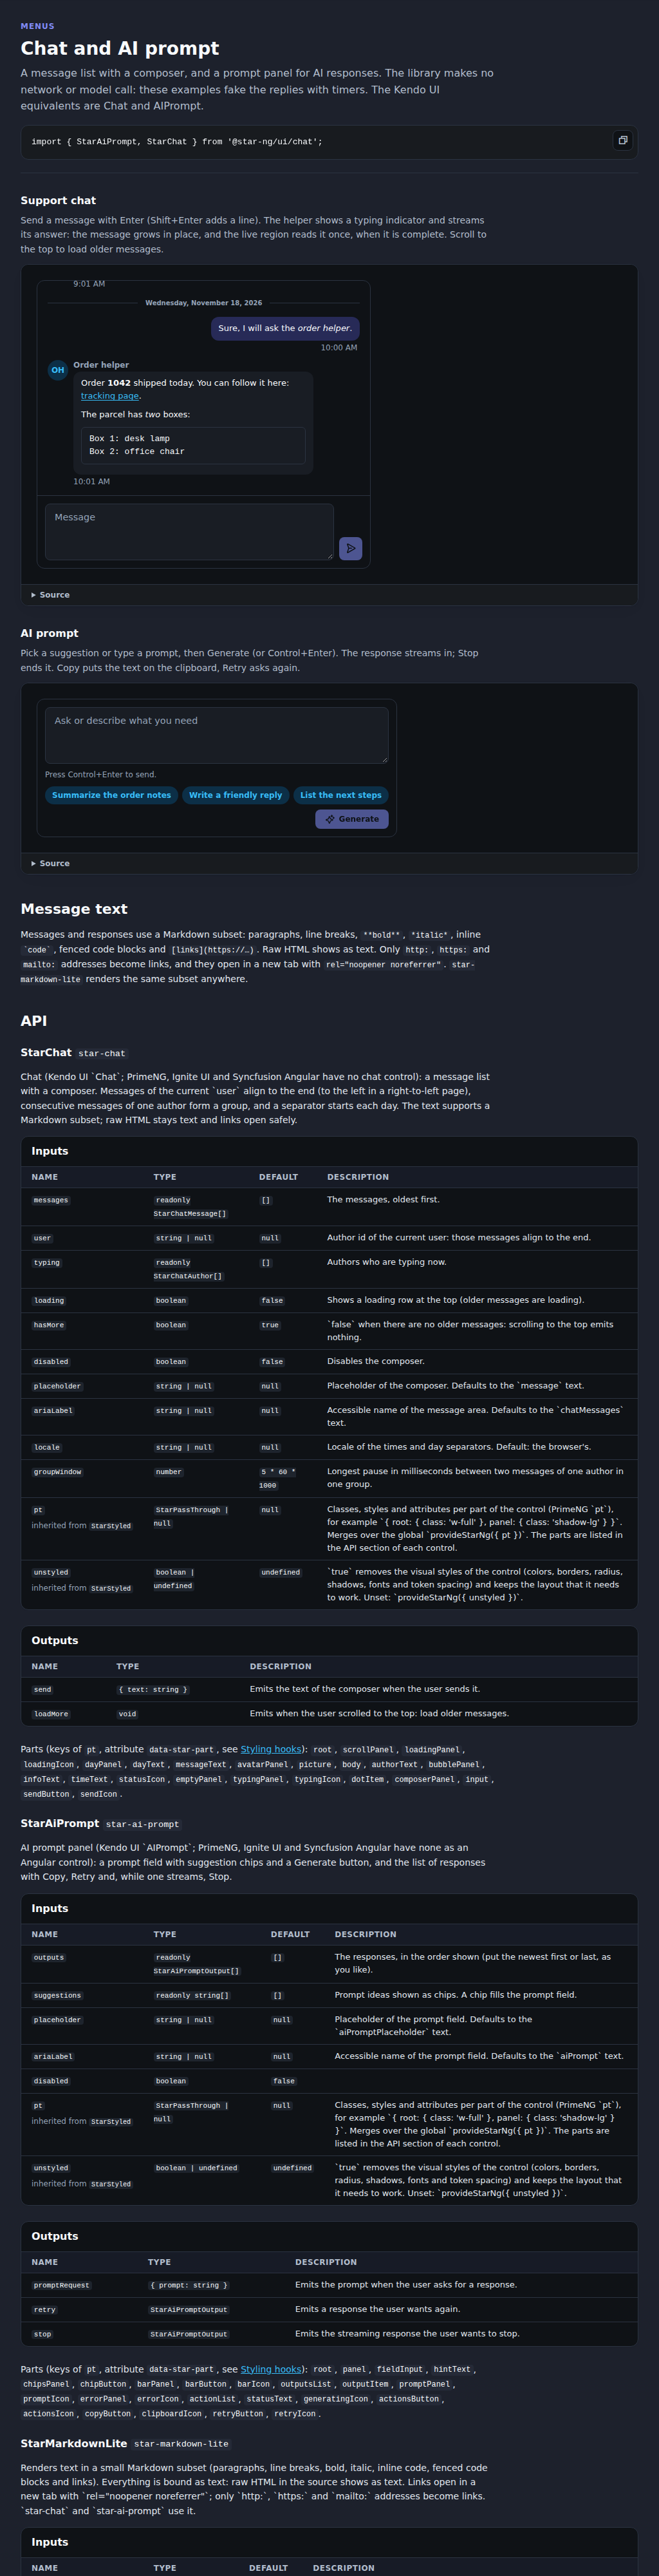 MENUS
Chat and AI prompt
A message list with a composer, and a prompt panel for AI responses. The library makes no
network or model call: these examples fake the replies with timers. The Kendo UI
equivalents are Chat and AIPrompt.
import { StarAiPrompt, StarChat } from '@star-ng/ui/chat';
Support chat
Send a message with Enter (Shift+Enter adds a line). The helper shows a typing indicator and streams
its answer: the message grows in place, and the live region reads it once, when it is complete. Scroll to
the top to load older messages.
9:01 AM
Wednesday, November 18, 2026
Sure, I will ask the order helper.
10:00 AM
Order helper
OH
Order 1042 shipped today. You can follow it here:
tracking page.
The parcel has two boxes:
Box 1: desk lamp
Box 2: office chair
10:01 AM
Message
▶ Source
AI prompt
Pick a suggestion or type a prompt, then Generate (or Control+Enter). The response streams in; Stop
ends it. Copy puts the text on the clipboard, Retry asks again.
Ask or describe what you need
Press Control+Enter to send.
Summarize the order notes Write a friendly reply List the next steps
Generate
▶ Source
Message text
Messages and responses use a Markdown subset: paragraphs, line breaks, **bold**, *italic*, inline
`code`, fenced code blocks and [links](https://…). Raw HTML shows as text. Only http:, https: and
mailto: addresses become links, and they open in a new tab with rel="noopener noreferrer". star-
markdown-lite renders the same subset anywhere.
API
StarChat star-chat
Chat (Kendo UI `Chat`; PrimeNG, Ignite UI and Syncfusion Angular have no chat control): a message list
with a composer. Messages of the current `user` align to the end (to the left in a right-to-left page),
consecutive messages of one author form a group, and a separator starts each day. The text supports a
Markdown subset; raw HTML stays text and links open safely.
Inputs
NAME TYPE DEFAULT DESCRIPTION
messages readonly StarChatMessage[] [] The messages, oldest first.
user string | null null Author id of the current user: those messages align to the end.
typing readonly StarChatAuthor[] [] Authors who are typing now.
loading boolean false Shows a loading row at the top (older messages are loading).
hasMore boolean true `false` when there are no older messages: scrolling to the top emits
nothing.
disabled boolean false Disables the composer.
placeholder string | null null Placeholder of the composer. Defaults to the `message` text.
ariaLabel string | null null Accessible name of the message area. Defaults to the `chatMessages`
text.
locale string | null null Locale of the times and day separators. Default: the browser's.
groupWindow number 5 * 60 * 1000 Longest pause in milliseconds between two messages of one author in
one group.
pt StarPassThrough | null null Classes, styles and attributes per part of the control (PrimeNG `pt`),
inherited from StarStyled for example `{ root: { class: 'w-full' }, panel: { class: 'shadow-lg' } }`.
Merges over the global `provideStarNg({ pt })`. The parts are listed in
the API section of each control.
unstyled boolean | undefined undefined `true` removes the visual styles of the control (colors, borders, radius,
inherited from StarStyled shadows, fonts and token spacing) and keeps the layout that it needs
to work. Unset: `provideStarNg({ unstyled })`.
Outputs
NAME TYPE DESCRIPTION
send { text: string } Emits the text of the composer when the user sends it.
loadMore void Emits when the user scrolled to the top: load older messages.
Parts (keys of pt, attribute data-star-part, see Styling hooks): root, scrollPanel, loadingPanel,
loadingIcon, dayPanel, dayText, messageText, avatarPanel, picture, body, authorText, bubblePanel,
infoText, timeText, statusIcon, emptyPanel, typingPanel, typingIcon, dotItem, composerPanel, input,
sendButton, sendIcon.
StarAiPrompt star-ai-prompt
AI prompt panel (Kendo UI `AIPrompt`; PrimeNG, Ignite UI and Syncfusion Angular have none as an
Angular control): a prompt field with suggestion chips and a Generate button, and the list of responses
with Copy, Retry and, while one streams, Stop.
Inputs
NAME TYPE DEFAULT DESCRIPTION
outputs readonly StarAiPromptOutput[] [] The responses, in the order shown (put the newest first or last, as
you like).
suggestions readonly string[] [] Prompt ideas shown as chips. A chip fills the prompt field.
placeholder string | null null Placeholder of the prompt field. Defaults to the
`aiPromptPlaceholder` text.
ariaLabel string | null null Accessible name of the prompt field. Defaults to the `aiPrompt` text.
disabled boolean false
pt StarPassThrough | null null Classes, styles and attributes per part of the control (PrimeNG `pt`),
inherited from StarStyled for example `{ root: { class: 'w-full' }, panel: { class: 'shadow-lg' }
}`. Merges over the global `provideStarNg({ pt })`. The parts are
listed in the API section of each control.
unstyled boolean | undefined undefined `true` removes the visual styles of the control (colors, borders,
inherited from StarStyled radius, shadows, fonts and token spacing) and keeps the layout that
it needs to work. Unset: `provideStarNg({ unstyled })`.
Outputs
NAME TYPE DESCRIPTION
promptRequest { prompt: string } Emits the prompt when the user asks for a response.
retry StarAiPromptOutput Emits a response the user wants again.
stop StarAiPromptOutput Emits the streaming response the user wants to stop.
Parts (keys of pt, attribute data-star-part, see Styling hooks): root, panel, fieldInput, hintText,
chipsPanel, chipButton, barPanel, barButton, barIcon, outputsList, outputItem, promptPanel,
promptIcon, errorPanel, errorIcon, actionList, statusText, generatingIcon, actionsButton,
actionsIcon, copyButton, clipboardIcon, retryButton, retryIcon.
StarMarkdownLite star-markdown-lite
Renders text in a small Markdown subset (paragraphs, line breaks, bold, italic, inline code, fenced code
blocks and links). Everything is bound as text: raw HTML in the source shows as text. Links open in a
new tab with `rel="noopener noreferrer"`; only `http:`, `https:` and `mailto:` addresses become links.
`star-chat` and `star-ai-prompt` use it.
Inputs
NAME TYPE DEFAULT DESCRIPTION